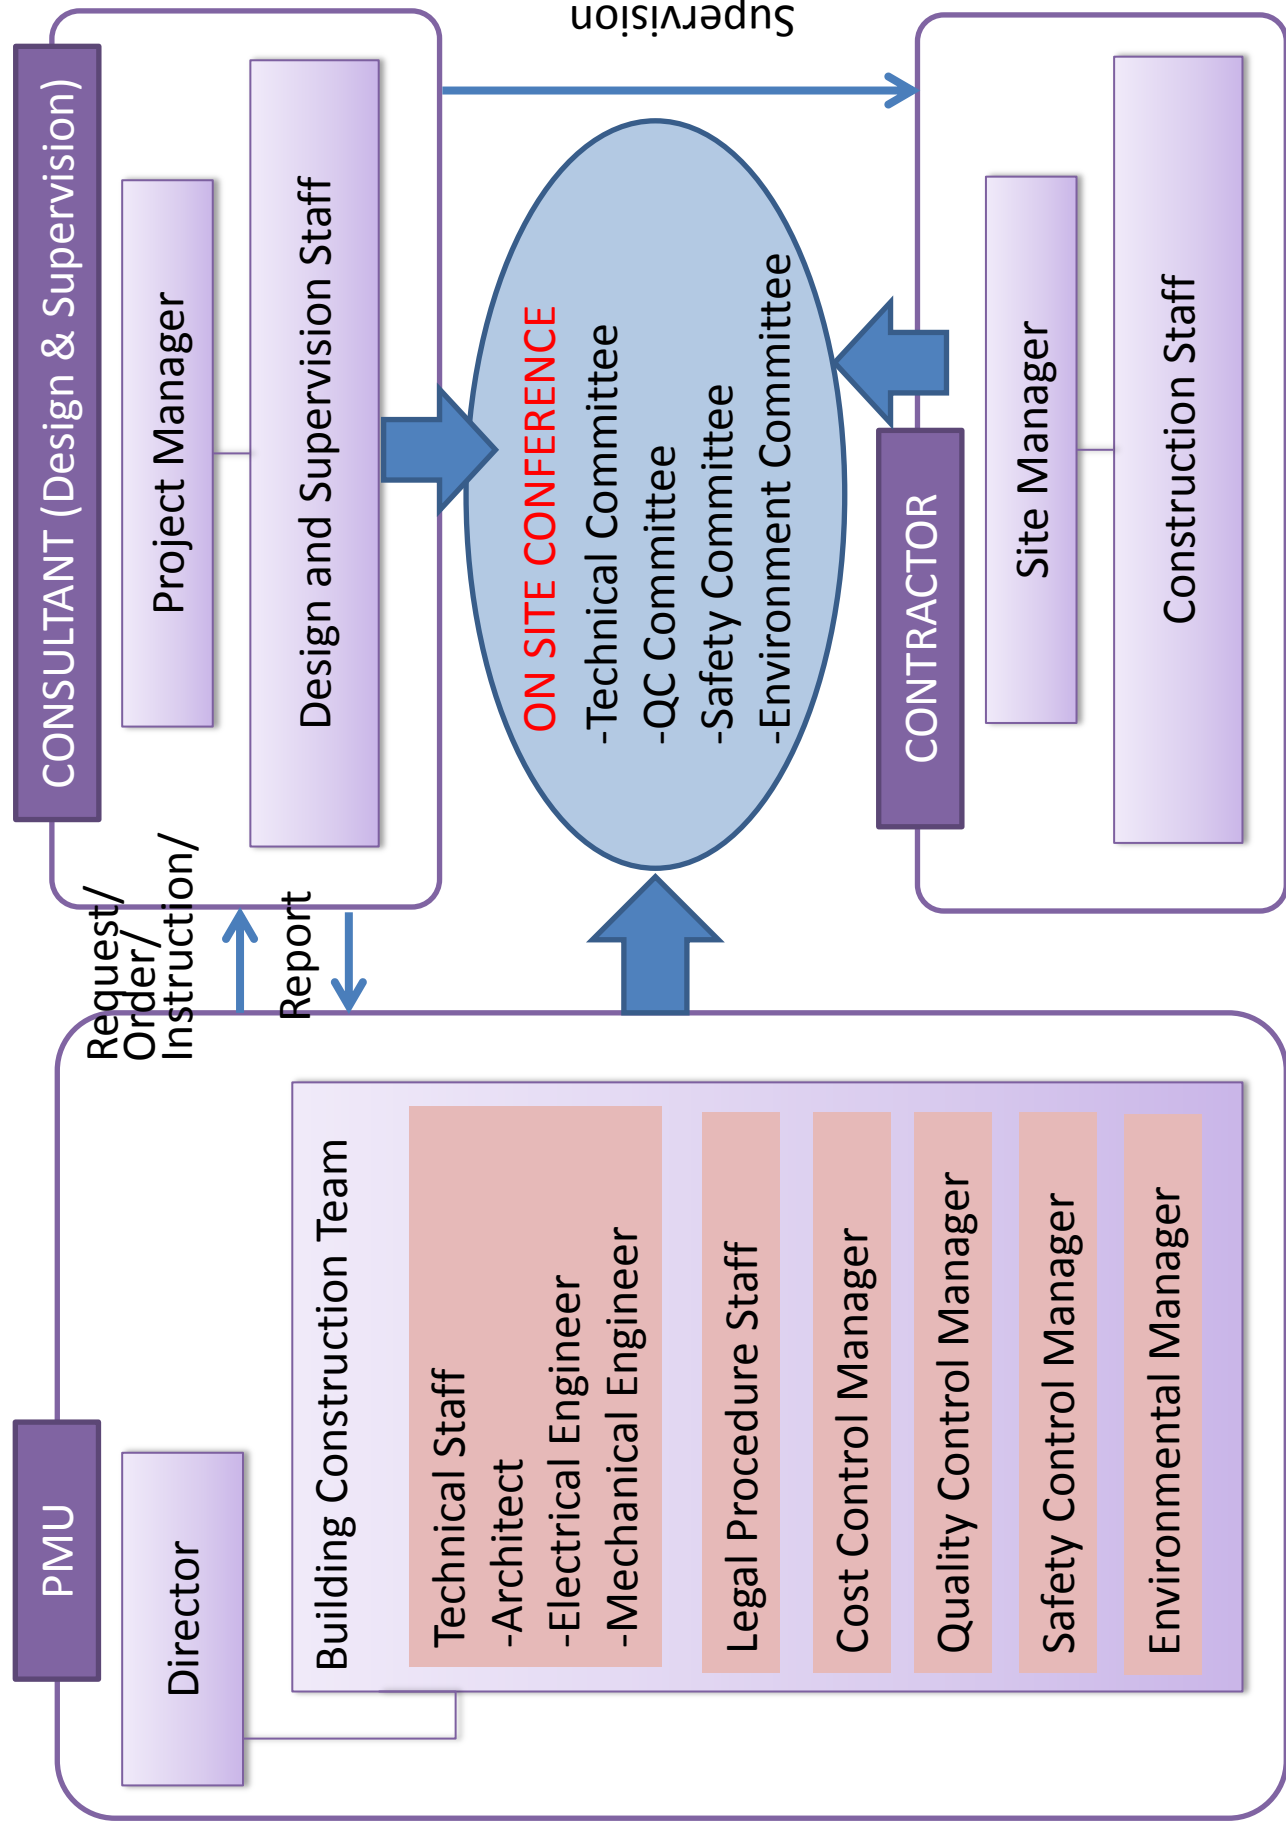 PMU
Director
Building Construction Team
Technical Staff
-Architect
-Electrical Engineer
-Mechanical Engineer
Legal Procedure Staff
Cost Control Manager
Quality Control Manager
Safety Control Manager
Environmental Manager
Request/
Order/
Instruction/
Report
CONSULTANT (Design & Supervision)
Project Manager
Design and Supervision Staff
ON SITE CONFERENCE
-Technical Committee
-QC Committee
-Safety Committee
-Environment Committee
Supervision
CONTRACTOR
Site Manager
Construction Staff